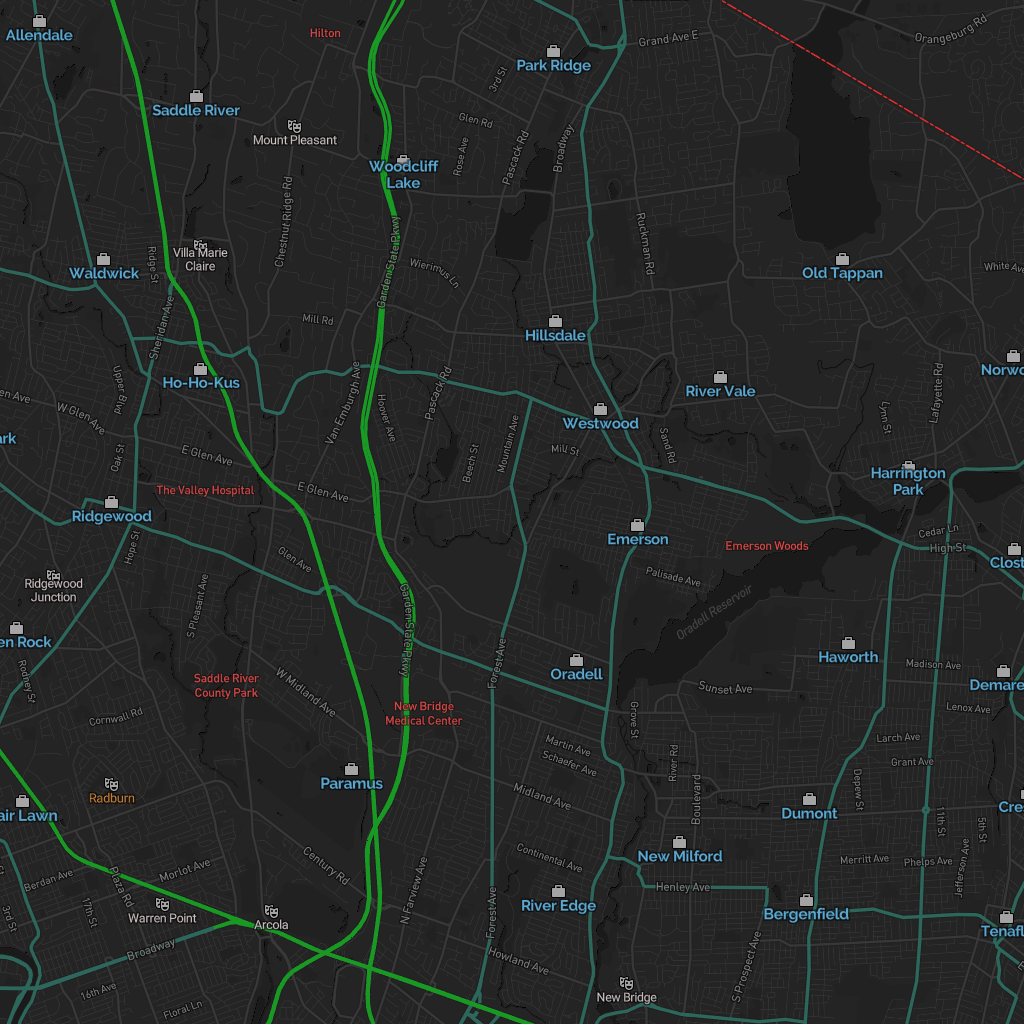 Allendale
Hilton
Grand Ave E
Orangeburg Rd
Park Ridge
3rd St
Saddle River
Glen Rd
Mount Pleasant
Rose Ave
Pascack Rd
Broadway
Woodcliff
Lake
Chestnut Ridge Rd
Ruckman Rd
Garden State Pkwy
Villa Marie
Claire
Ridge St
Waldwick
Wierimus Ln
Old Tappan
White Ave
Mill Rd
Sheridan Ave
Hillsdale
Ho-Ho-Kus
Upper Blvd
Van Emburgh Ave
Hoover Ave
Pascack Rd
River Vale
Norwo
Lafayette Rd
Lynn St
en Ave
W Glen Ave
Westwood
Mountain Ave
Beech St
Mill St
Sand Rd
ark
Oak St
E Glen Ave
Harrington
Park
The Valley Hospital
E Glen Ave
Ridgewood
Emerson
Emerson Woods
Cedar Ln
High St
Hope St
Glen Ave
Clost
Ridgewood
Junction
S Pleasant Ave
Palisade Ave
Oradell Reservoir
Garden State Pkwy
en Rock
Forest Ave
Oradell
Haworth
Madison Ave
Rodney St
Saddle River
County Park
W Midland Ave
Sunset Ave
Demare
New Bridge
Medical Center
Grove St
Lenox Ave
Cornwall Rd
Martin Ave
Schaefer Ave
River Rd
Larch Ave
Grant Ave
Paramus
Radburn
Midland Ave
Boulevard
Depew St
air Lawn
Dumont
Cres
11th St
5th St
Century Rd
Continental Ave
New Milford
Merritt Ave
Phelps Ave
Jefferson Ave
Berdan Ave
Morlot Ave
Plaza Rd
Henley Ave
N Farview Ave
River Edge
Forest Ave
Bergenfield
3rd St
17th St
Warren Point
Arcola
Tenafl
Broadway
Howland Ave
S Prospect Ave
16th Ave
New Bridge
Floral Ln